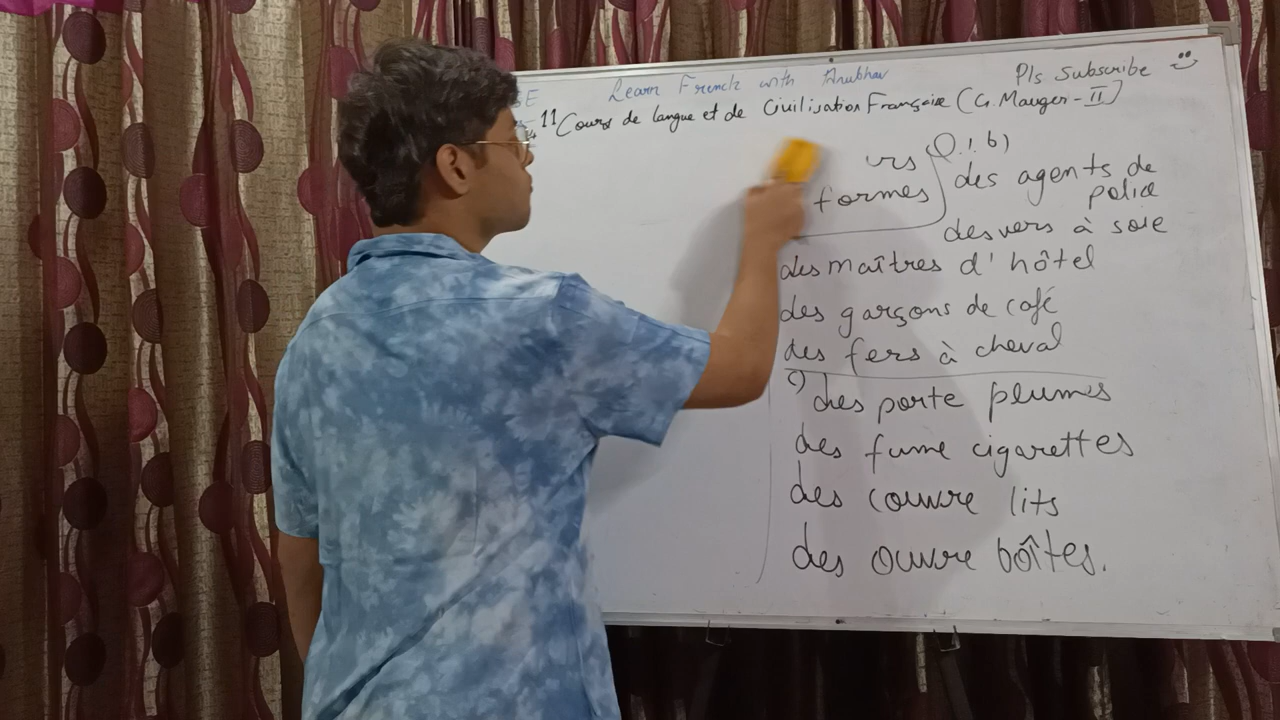 Learn French with Anubhav
Pls Subscribe
11 Cours de langue et de Civilisation Française (G. Mauger - II)
b)
urs
formes
des agents de
police
des vers à soie
des maîtres d'hôtel
des garçons de café
des fers à cheval
c) des porte plumes
des fume cigarettes
des couvre lits
des ouvre boîtes.